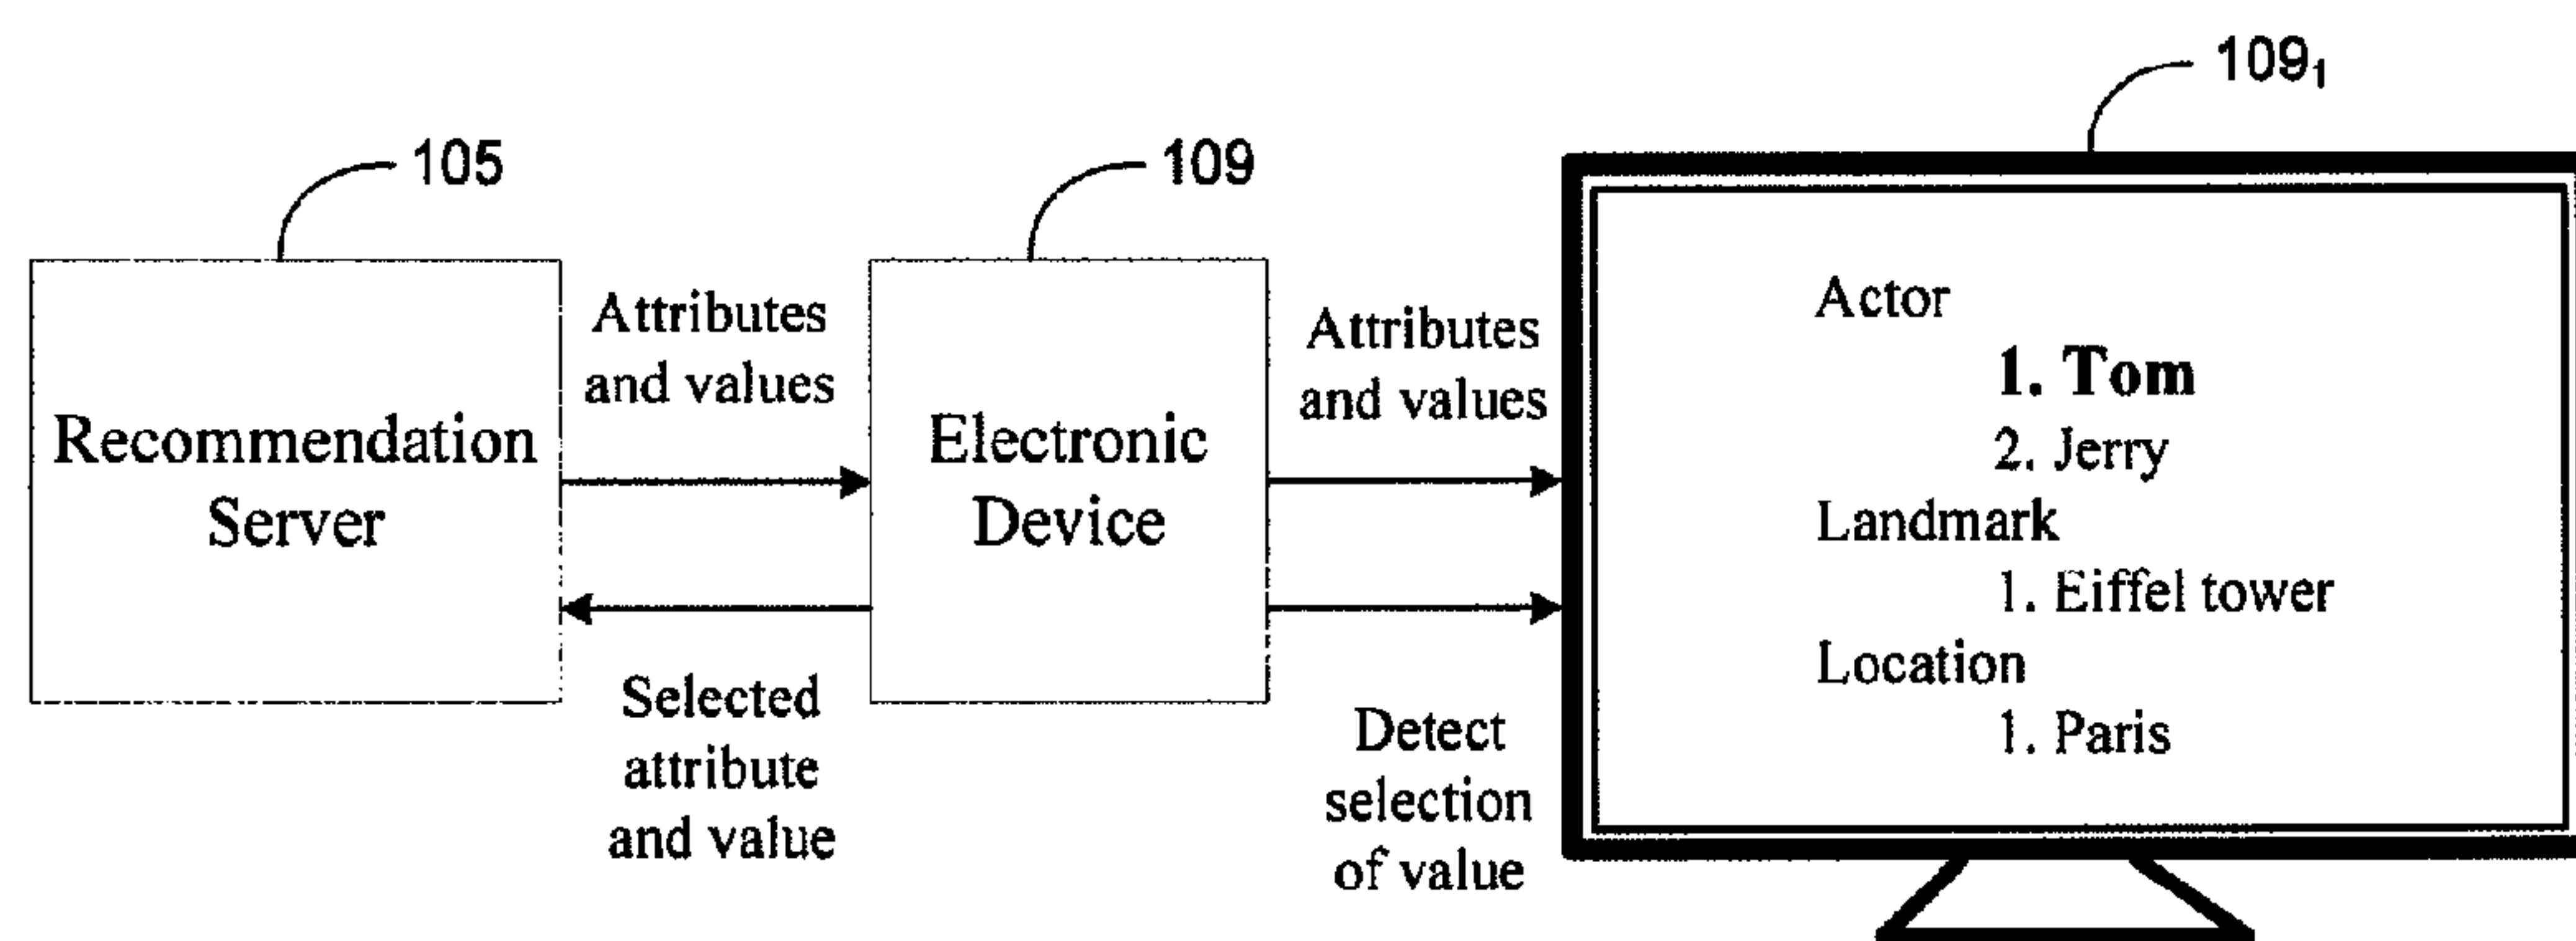 105
109
109₁
Recommendation
Server
Attributes
and values
Selected
attribute
and value
Electronic
Device
Attributes
and values
Detect
selection
of value
Actor
1. Tom
2. Jerry
Landmark
1. Eiffel tower
Location
1. Paris